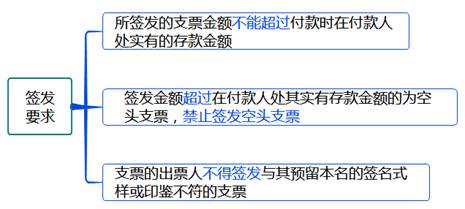 签发
要求
所签发的支票金额不能超过付款时在付款人
处实有的存款金额
签发金额超过在付款人处其实有存款金额的为空
头支票，禁止签发空头支票
支票的出票人不得签发与其预留本名的签名式
样或印鉴不符的支票